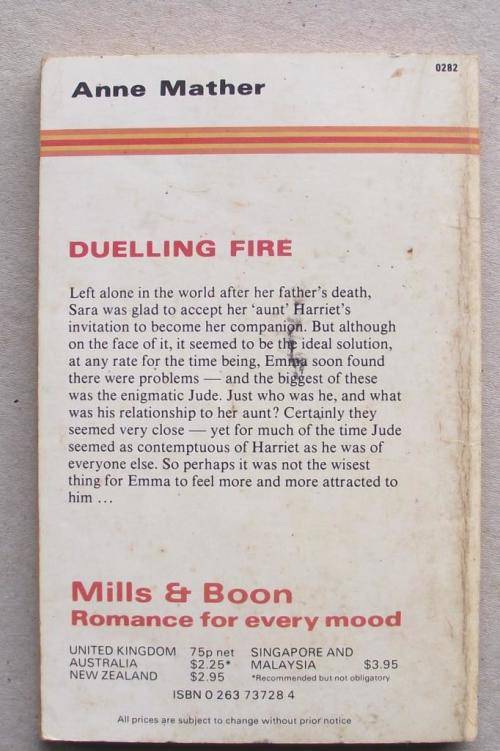 0282
Anne Mather
DUELLING FIRE
Left alone in the world after her father's death,
Sara was glad to accept her 'aunt' Harriet's
invitation to become her companion. But although
on the face of it, it seemed to be the ideal solution,
at any rate for the time being, Emma soon found
there were problems — and the biggest of these
was the enigmatic Jude. Just who was he, and what
was his relationship to her aunt? Certainly they
seemed very close — yet for much of the time Jude
seemed as contemptuous of Harriet as he was of
everyone else. So perhaps it was not the wisest
thing for Emma to feel more and more attracted to
him ...
Mills & Boon
Romance for every mood
UNITED KINGDOM 75p net SINGAPORE AND
AUSTRALIA $2.25* MALAYSIA $3.95
NEW ZEALAND $2.95 *Recommended but not obligatory
ISBN 0 263 73728 4
All prices are subject to change without prior notice